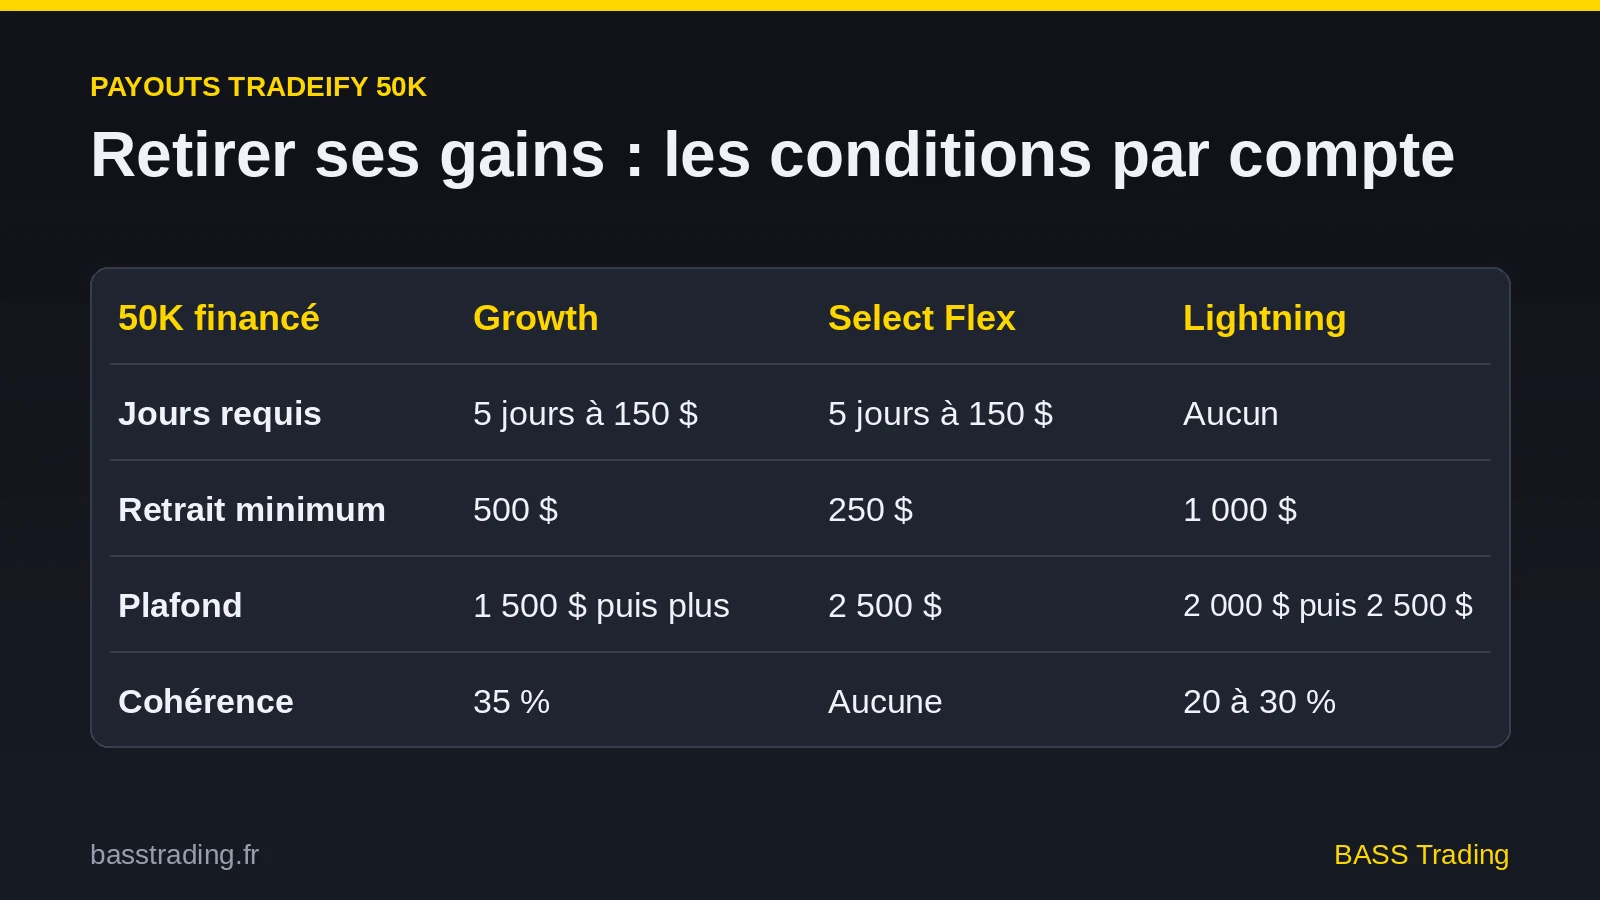 PAYOUTS TRADEIFY 50K
Retirer ses gains : les conditions par compte
50K financé Growth Select Flex Lightning
Jours requis 5 jours à 150 $ 5 jours à 150 $ Aucun
Retrait minimum 500 $ 250 $ 1 000 $
Plafond 1 500 $ puis plus 2 500 $ 2 000 $ puis 2 500 $
Cohérence 35 % Aucune 20 à 30 %
basstrading.fr BASS Trading